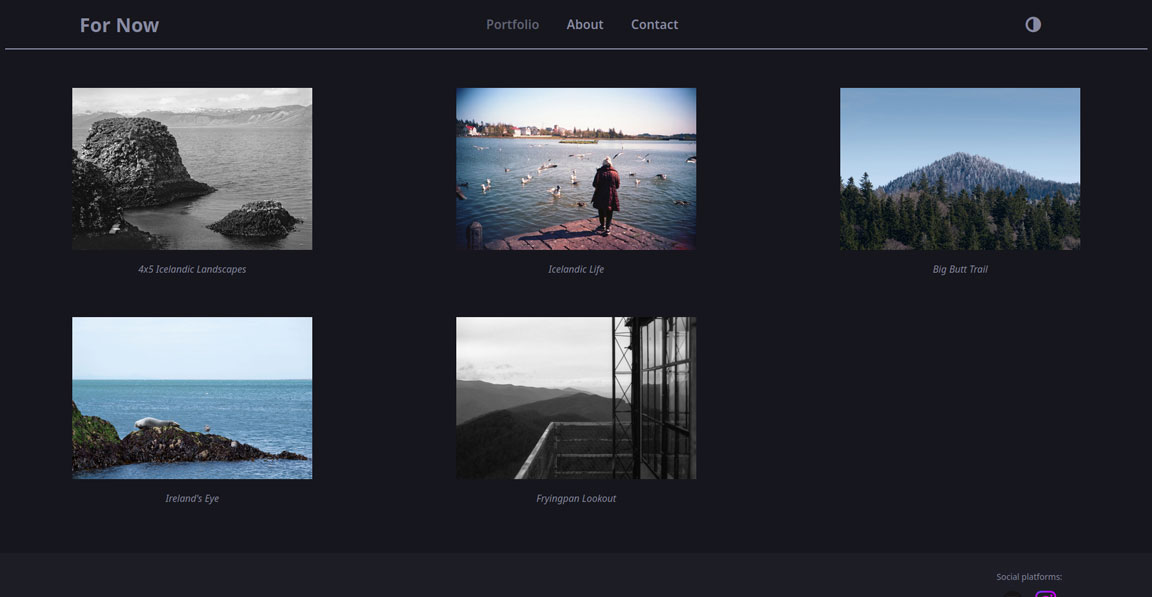 For Now
Portfolio About Contact
4x5 Icelandic Landscapes
Icelandic Life
Big Butt Trail
Ireland's Eye
Fryingpan Lookout
Social platforms: